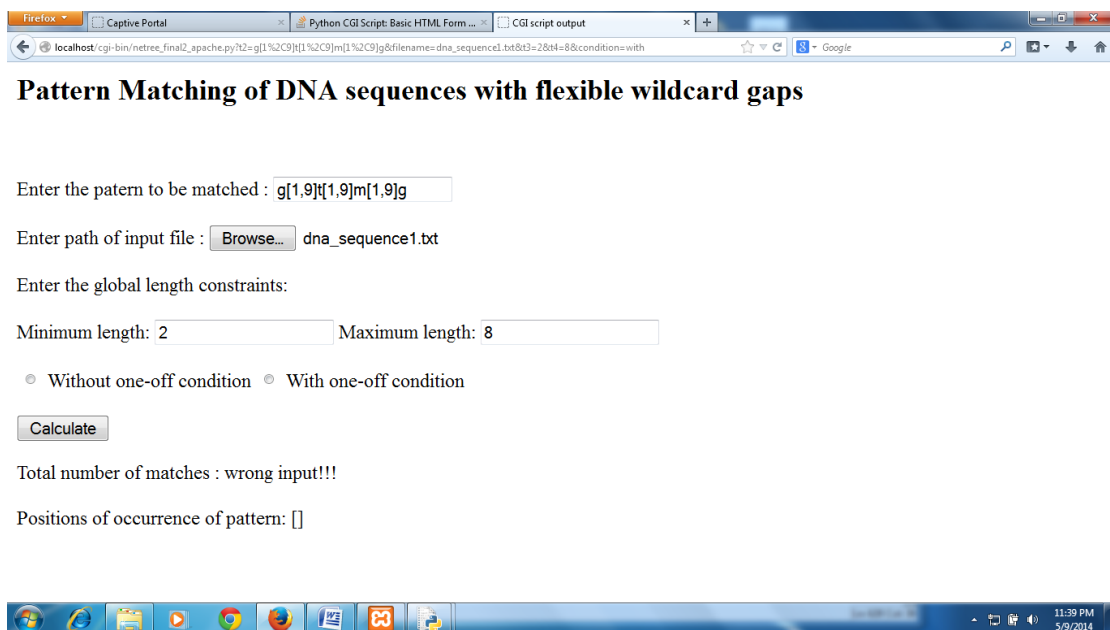 Firefox
Captive Portal
Python CGI Script: Basic HTML Form ...
CGI script output
localhost/cgi-bin/netree_final2_apache.py?t2=g[1%2C9]t[1%2C9]m[1%2C9]g&filename=dna_sequence1.txt&t3=2&t4=8&condition=with
8 - Google
Pattern Matching of DNA sequences with flexible wildcard gaps
Enter the patern to be matched : g[1,9]t[1,9]m[1,9]g
Enter path of input file : Browse... dna_sequence1.txt
Enter the global length constraints:
Minimum length: 2 Maximum length: 8
Without one-off condition With one-off condition
Calculate
Total number of matches : wrong input!!!
Positions of occurrence of pattern: []
11:39 PM
5/9/2014